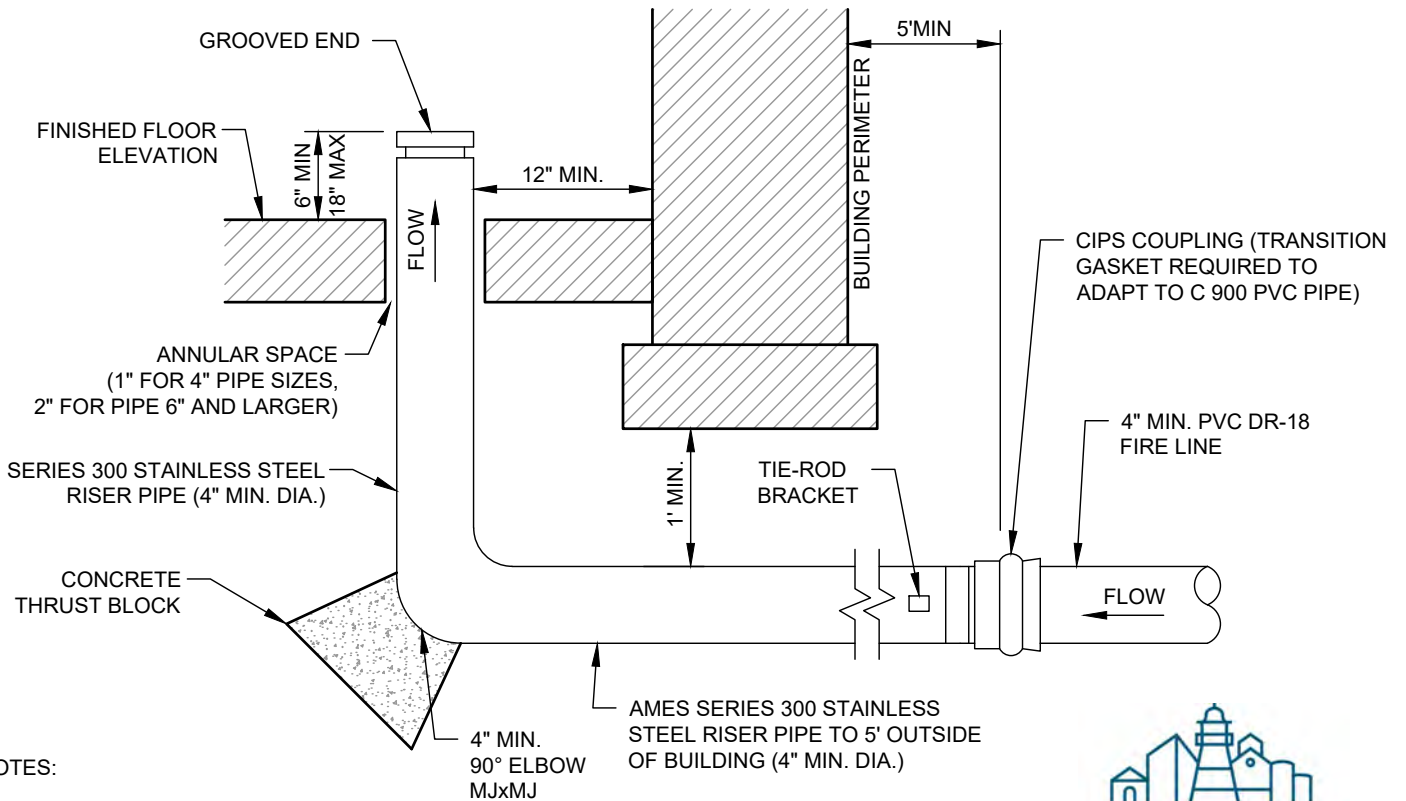 GROOVED END
5'MIN
FINISHED FLOOR
ELEVATION
6" MIN
18" MAX
12" MIN.
BUILDING PERIMETER
FLOW
CIPS COUPLING (TRANSITION
GASKET REQUIRED TO
ADAPT TO C 900 PVC PIPE)
ANNULAR SPACE
(1" FOR 4" PIPE SIZES,
2" FOR PIPE 6" AND LARGER)
4" MIN. PVC DR-18
FIRE LINE
SERIES 300 STAINLESS STEEL
RISER PIPE (4" MIN. DIA.)
1' MIN.
TIE-ROD
BRACKET
CONCRETE
THRUST BLOCK
FLOW
AMES SERIES 300 STAINLESS
STEEL RISER PIPE TO 5' OUTSIDE
OF BUILDING (4" MIN. DIA.)
4" MIN.
90° ELBOW
MJxMJ
OTES: